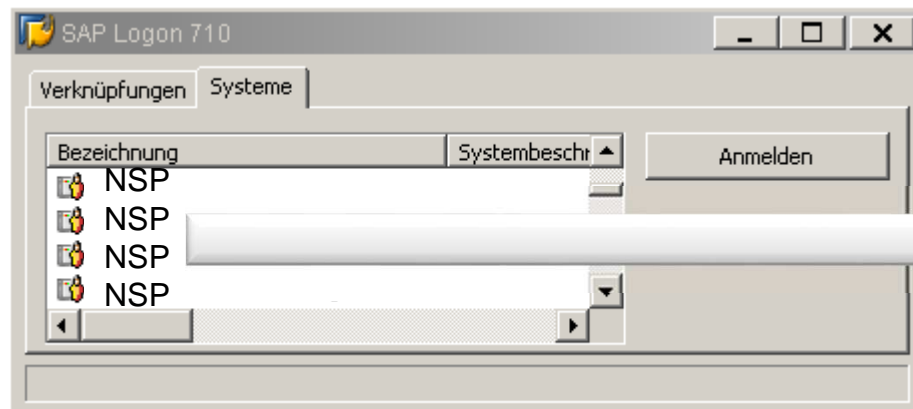 SAP Logon 710
Verknüpfungen Systeme
Bezeichnung Systembeschr Anmelden
NSP
NSP
NSP
NSP